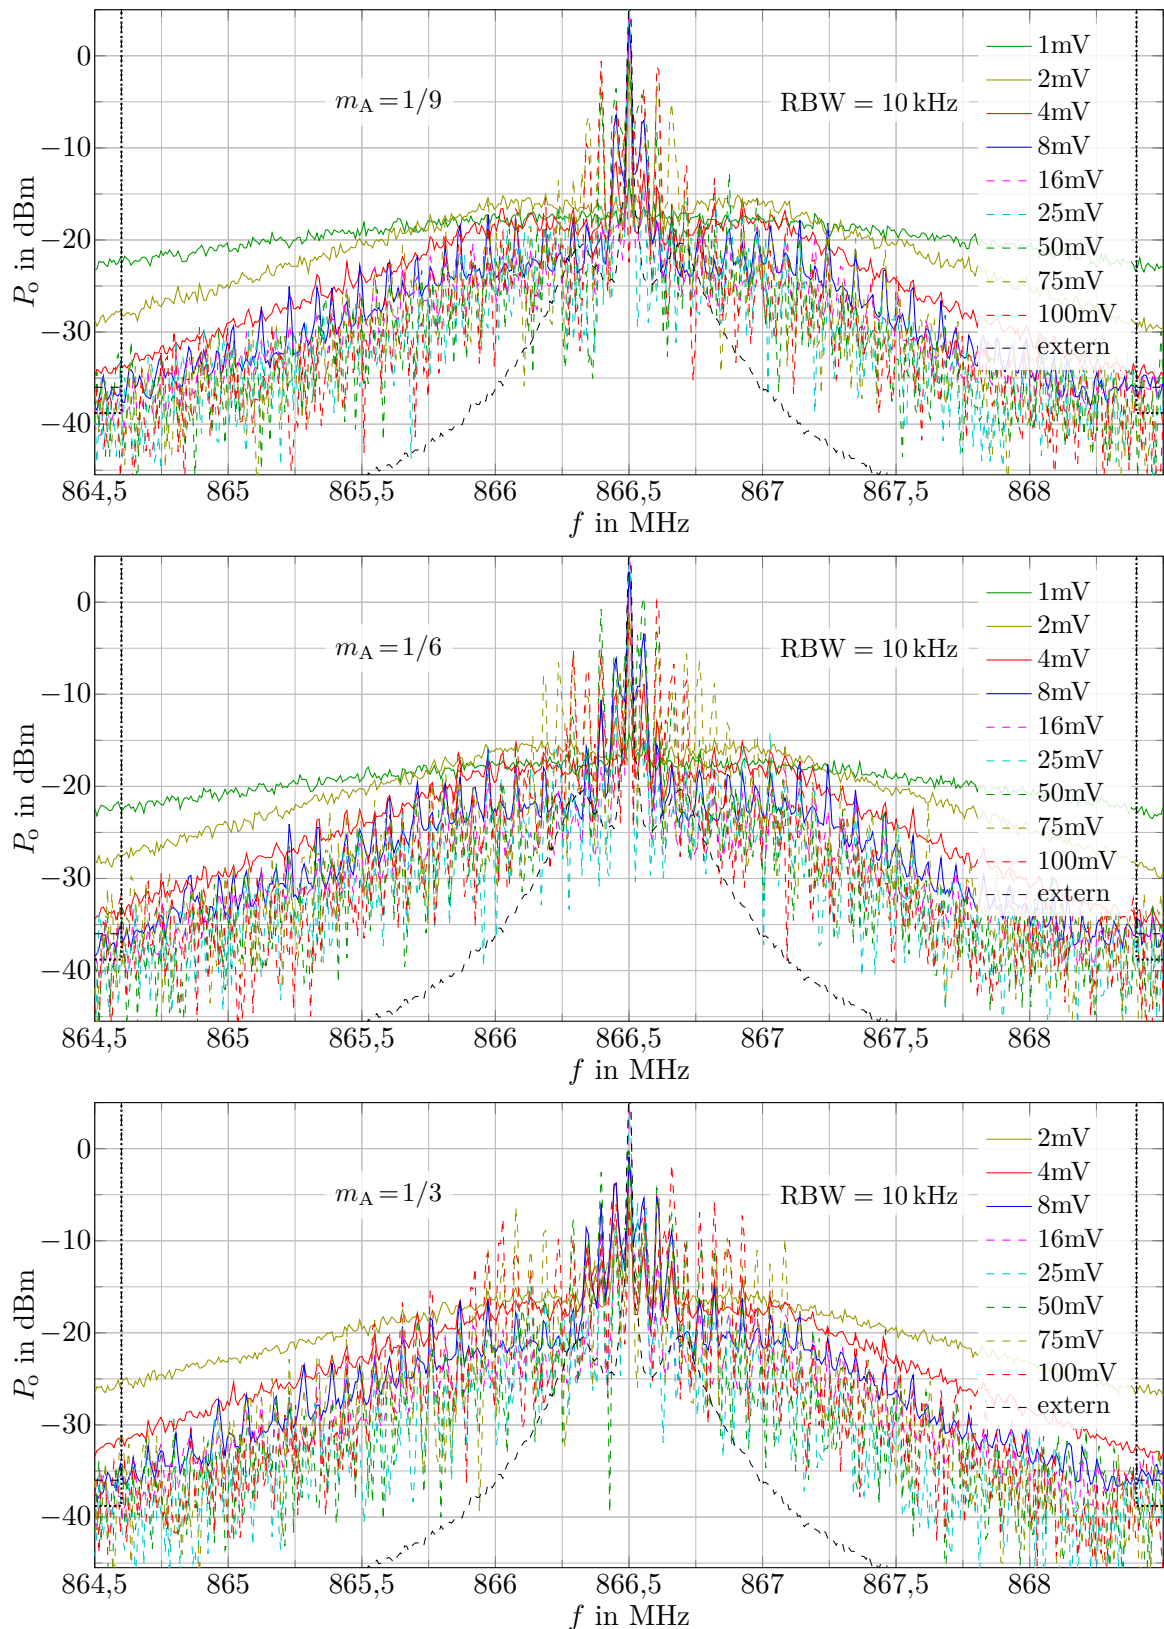 0
−10
−20
−30
−40
P_o in dBm
m_A = 1/9
RBW = 10 kHz
1mV
2mV
4mV
8mV
16mV
25mV
50mV
75mV
100mV
extern
864,5 865 865,5 866 866,5 867 867,5 868
f in MHz
0
−10
−20
−30
−40
P_o in dBm
m_A = 1/6
RBW = 10 kHz
1mV
2mV
4mV
8mV
16mV
25mV
50mV
75mV
100mV
extern
864,5 865 865,5 866 866,5 867 867,5 868
f in MHz
0
−10
−20
−30
−40
P_o in dBm
m_A = 1/3
RBW = 10 kHz
2mV
4mV
8mV
16mV
25mV
50mV
75mV
100mV
extern
864,5 865 865,5 866 866,5 867 867,5 868
f in MHz